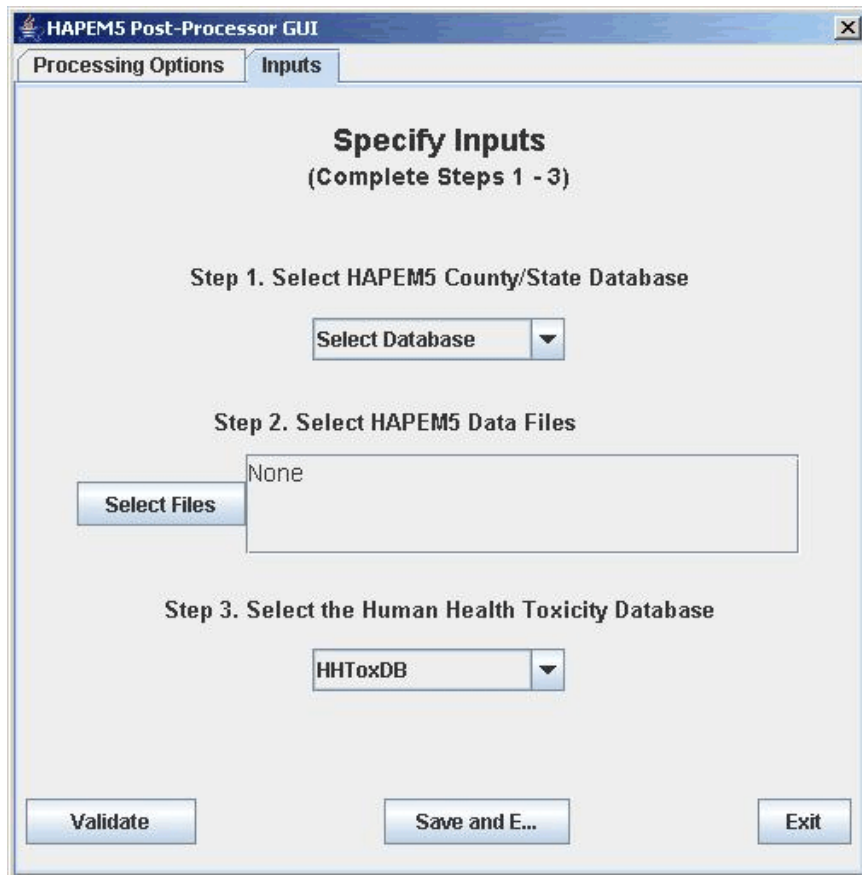 HAPEM5 Post-Processor GUI
Processing Options
Inputs
Specify Inputs
(Complete Steps 1 - 3)
Step 1. Select HAPEM5 County/State Database
Select Database
Step 2. Select HAPEM5 Data Files
None
Select Files
Step 3. Select the Human Health Toxicity Database
HHToxDB
Validate
Save and E...
Exit